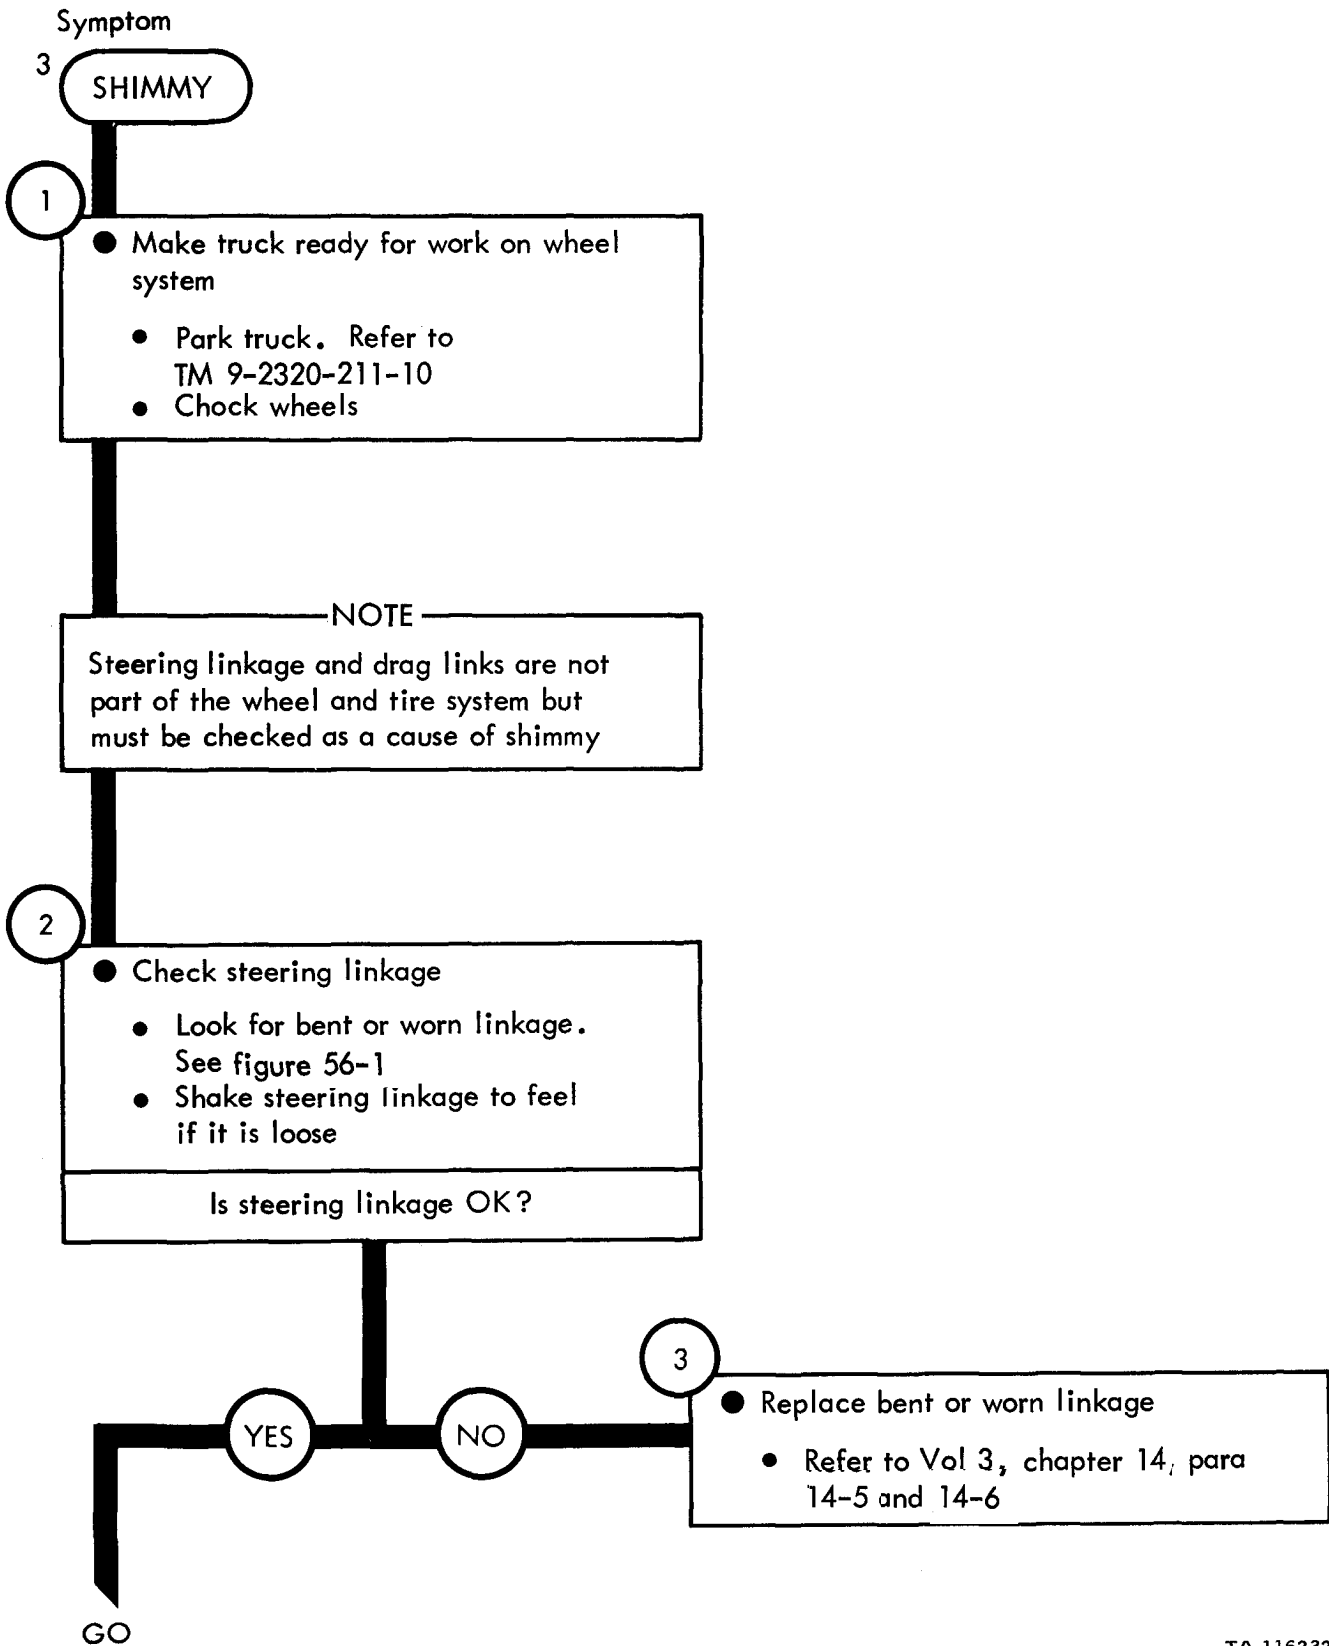 Symptom
3
SHIMMY
1
● Make truck ready for work on wheel
system
● Park truck. Refer to
TM 9-2320-211-10
● Chock wheels
NOTE
Steering linkage and drag links are not
part of the wheel and tire system but
must be checked as a cause of shimmy
2
● Check steering linkage
● Look for bent or worn linkage.
See figure 56-1
● Shake steering linkage to feel
if it is loose
Is steering linkage OK?
YES
NO
3
● Replace bent or worn linkage
● Refer to Vol 3, chapter 14, para
14-5 and 14-6
GO